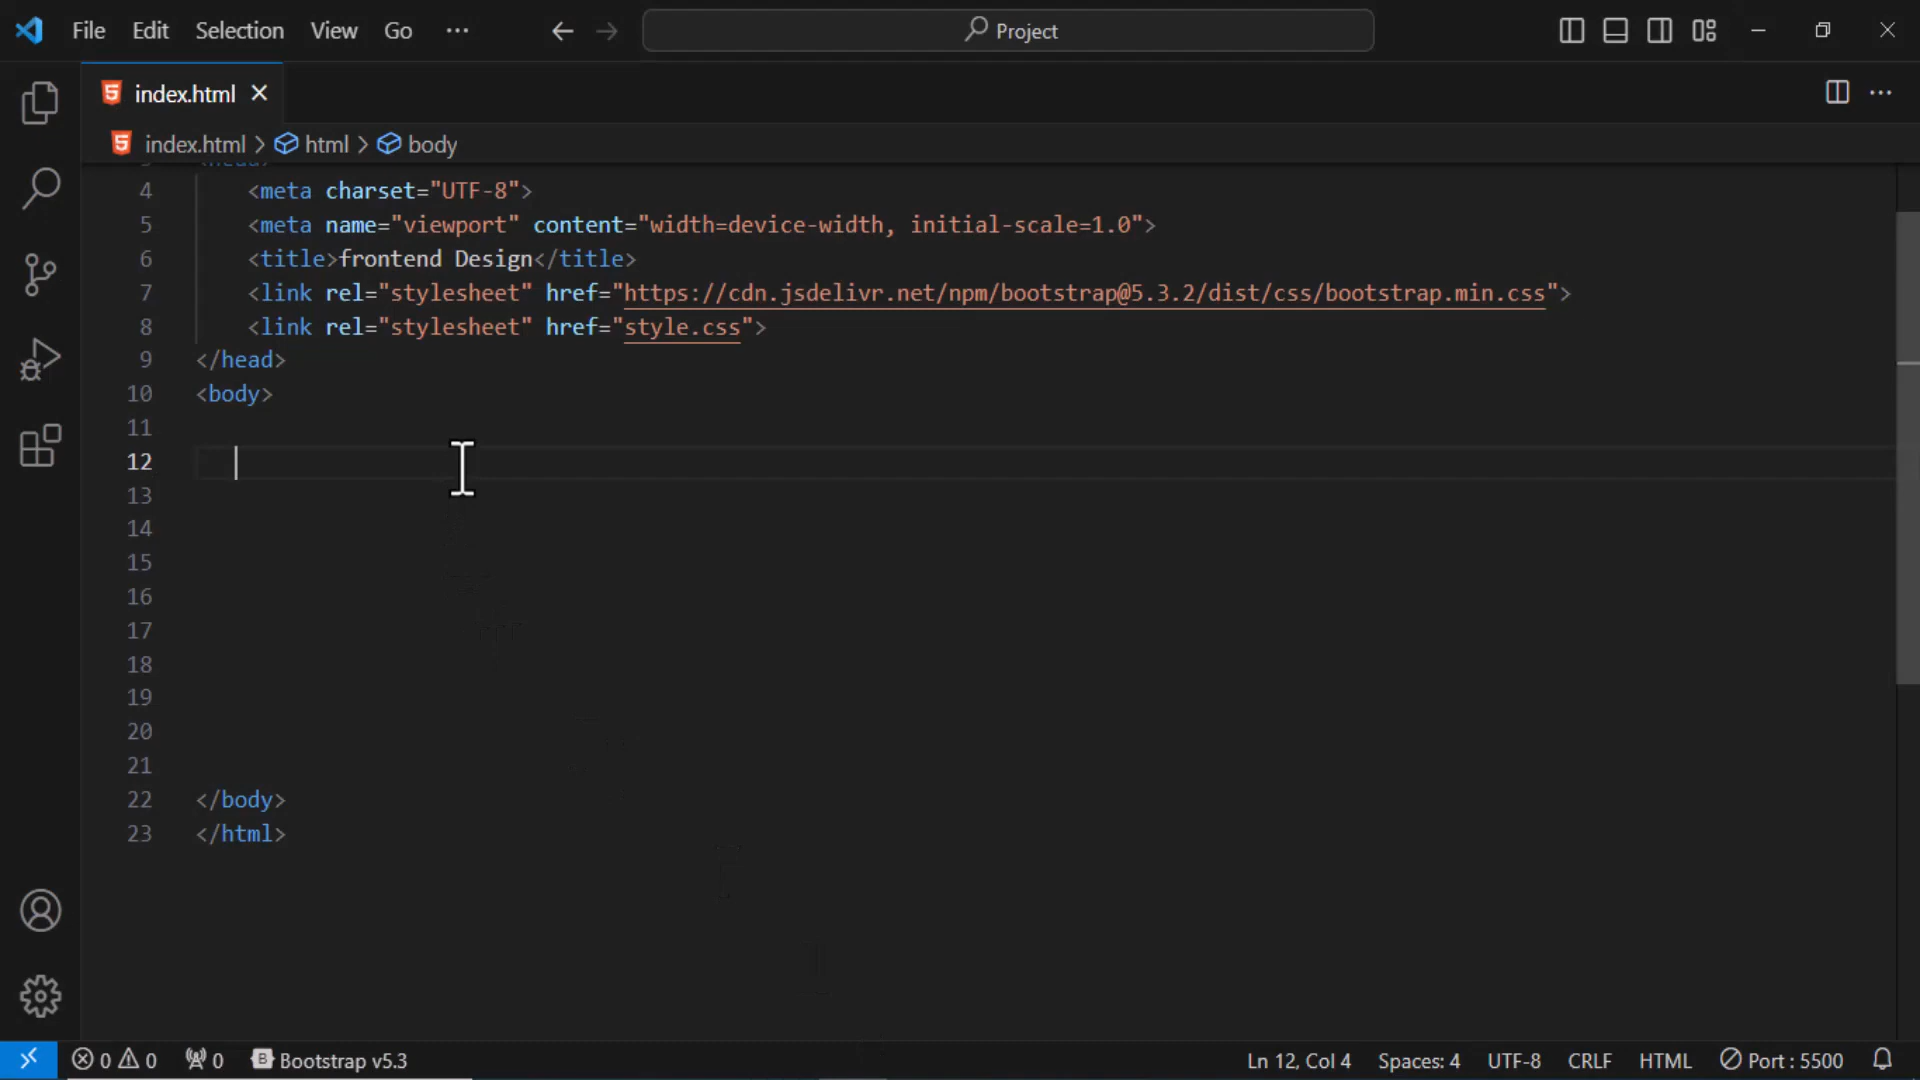 File Edit Selection View Go ··· Project
index.html
index.html > html > body
4 <meta charset="UTF-8">
5 <meta name="viewport" content="width=device-width, initial-scale=1.0">
6 <title>frontend Design</title>
7 <link rel="stylesheet" href="https://cdn.jsdelivr.net/npm/bootstrap@5.3.2/dist/css/bootstrap.min.css">
8 <link rel="stylesheet" href="style.css">
9 </head>
10 <body>
11
12
13
14
15
16
17
18
19
20
21
22 </body>
23 </html>
0 0 0 Bootstrap v5.3 Ln 12, Col 4 Spaces: 4 UTF-8 CRLF HTML Port : 5500